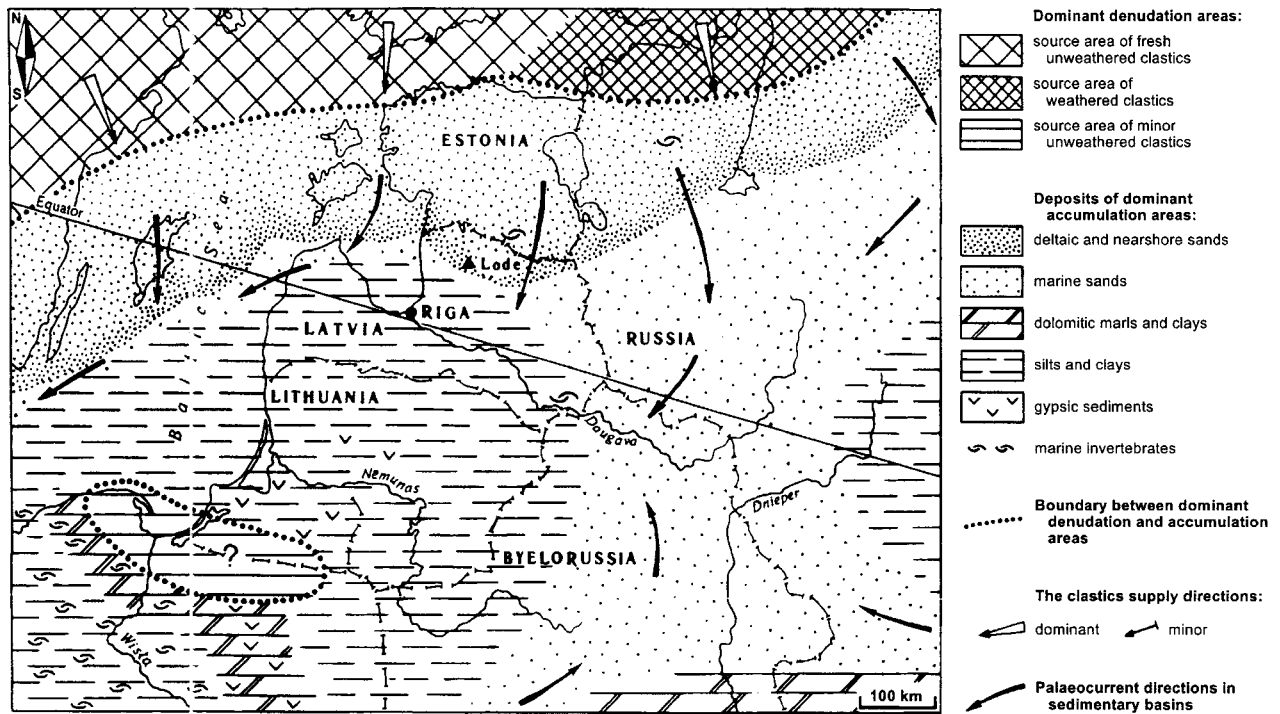 N
S
Equator
Baltic Sea
ESTONIA
Lode
RIGA
LATVIA
RUSSIA
LITHUANIA
Daugava
Nemunas
Dnieper
?
BYELORUSSIA
Wisła
100 km
Dominant denudation areas:
source area of fresh
unweathered clastics
source area of
weathered clastics
source area of minor
unweathered clastics
Deposits of dominant
accumulation areas:
deltaic and nearshore sands
marine sands
dolomitic marls and clays
silts and clays
gypsic sediments
marine invertebrates
Boundary between dominant
denudation and accumulation
areas
The clastics supply directions:
dominant
minor
Palaeocurrent directions in
sedimentary basins